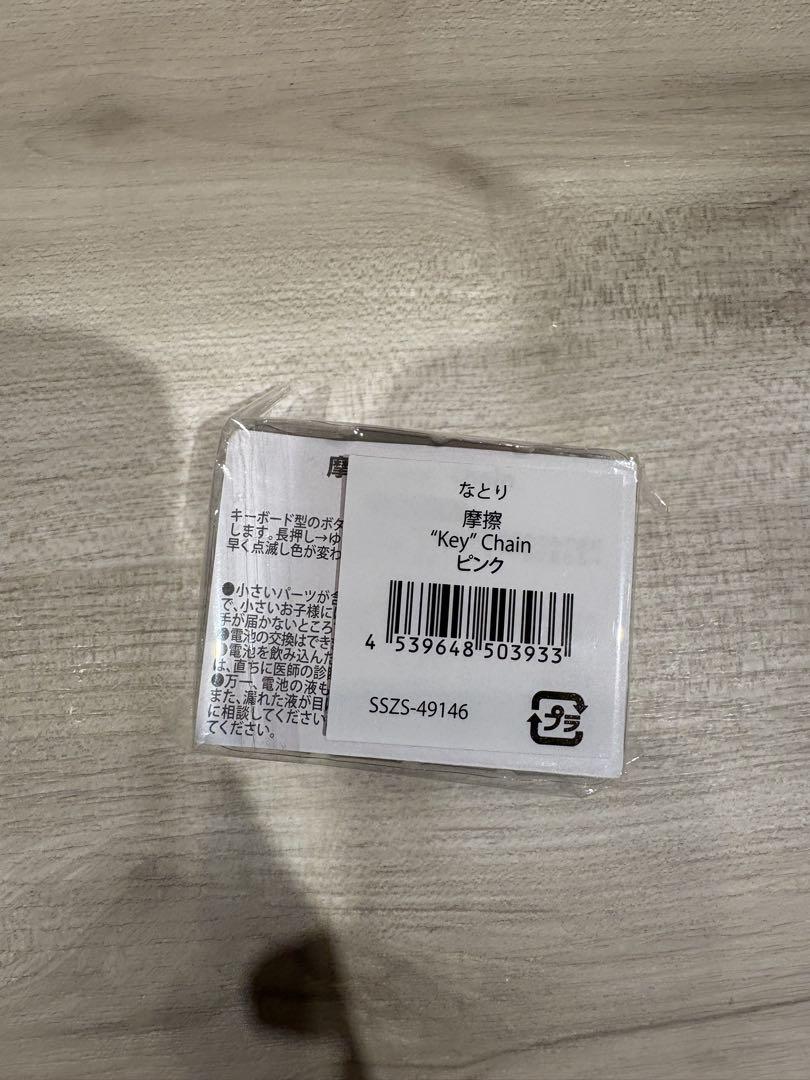 摩
キーボード型のボタ
します。長押し→ゆ
早く点滅し色が変わ
●小さいパーツが含
で、小さいお子様に
手が届かないところ
●電池の交換はでき
●電池を飲み込んだ
は、直ちに医師の診
●万一、電池の液も
また、漏れた液が目に
に相談してください
てください。
なとり
摩擦
“Key” Chain
ピンク
4 539648 503933
SSZS-49146
プラ